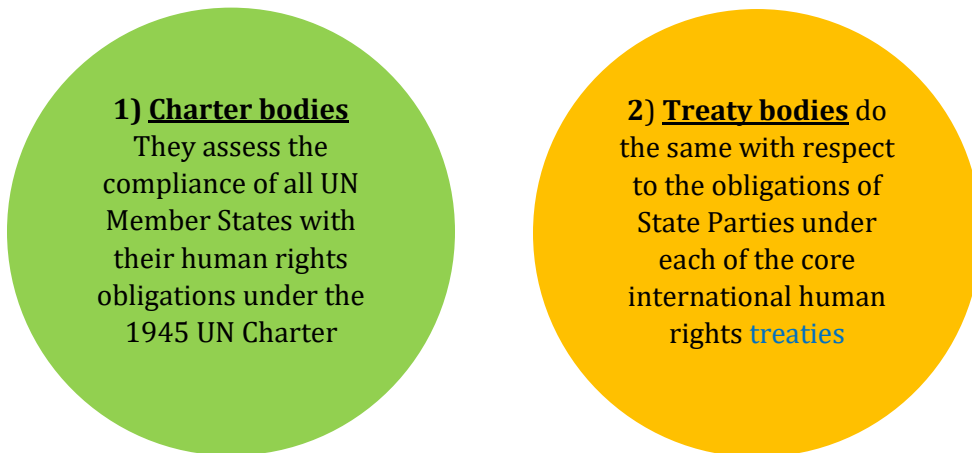 1) Charter bodies
They assess the
compliance of all UN
Member States with
their human rights
obligations under the
1945 UN Charter
2) Treaty bodies do
the same with respect
to the obligations of
State Parties under
each of the core
international human
rights treaties